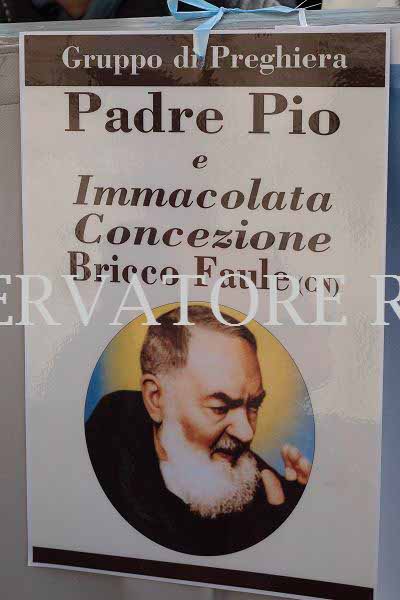 Gruppo di Preghiera
Padre Pio
e
Immacolata
Concezione
Bricco Faule (CN)
ERVATORE R